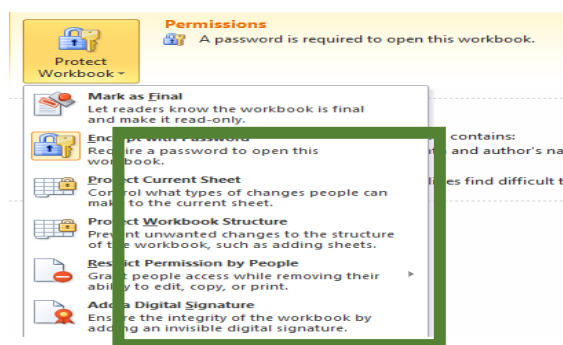 Permissions
A password is required to open this workbook.
Protect
Workbook
Mark as Final
Let readers know the workbook is final
and make it read-only.
Encrypt with Password
Require a password to open this
workbook.
contains:
and author's na
Protect Current Sheet
Control what types of changes people can
make to the current sheet.
es find difficult t
Protect Workbook Structure
Prevent unwanted changes to the structure
of the workbook, such as adding sheets.
Restrict Permission by People
Grant people access while removing their
ability to edit, copy, or print.
Add a Digital Signature
Ensure the integrity of the workbook by
adding an invisible digital signature.